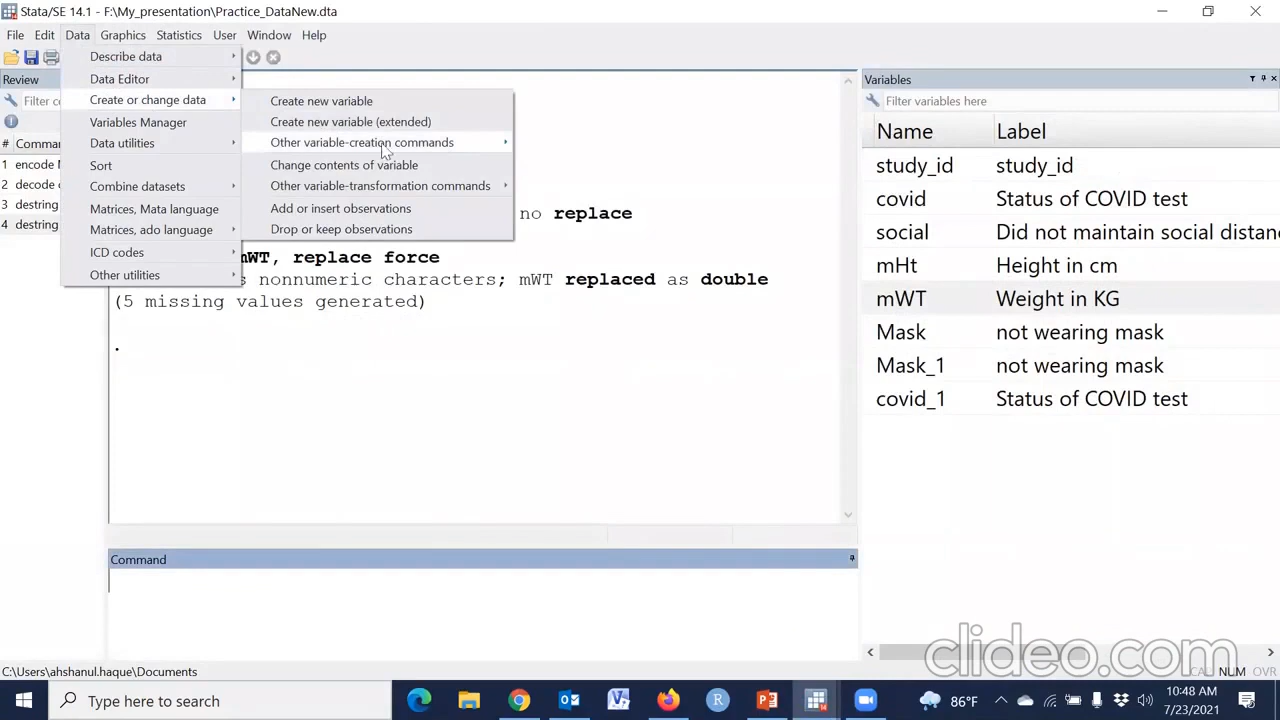 Stata/SE 14.1 - F:\My_presentation\Practice_DataNew.dta
File Edit Data Graphics Statistics User Window Help
Describe data
Data Editor
Create or change data
Variables Manager
Data utilities
Sort
Combine datasets
Matrices, Mata language
Matrices, ado language
ICD codes
Other utilities
Create new variable
Create new variable (extended)
Other variable-creation commands
Change contents of variable
Other variable-transformation commands
Add or insert observations
Drop or keep observations
Review
Filter
#
1 encode
2 decode
3 destring
4 destring
no replace
, replace force
nonnumeric characters; mWT replaced as double
(5 missing values generated)
.
Command
Variables
Filter variables here
Name Label
study_id study_id
covid Status of COVID test
social Did not maintain social
mHt Height in cm
mWT Weight in KG
Mask not wearing mask
Mask_1 not wearing mask
covid_1 Status of COVID test
C:\Users\ahshanul.haque\Documents
NUM OVR
clideo.com
Type here to search
86°F
10:48 AM
7/23/2021